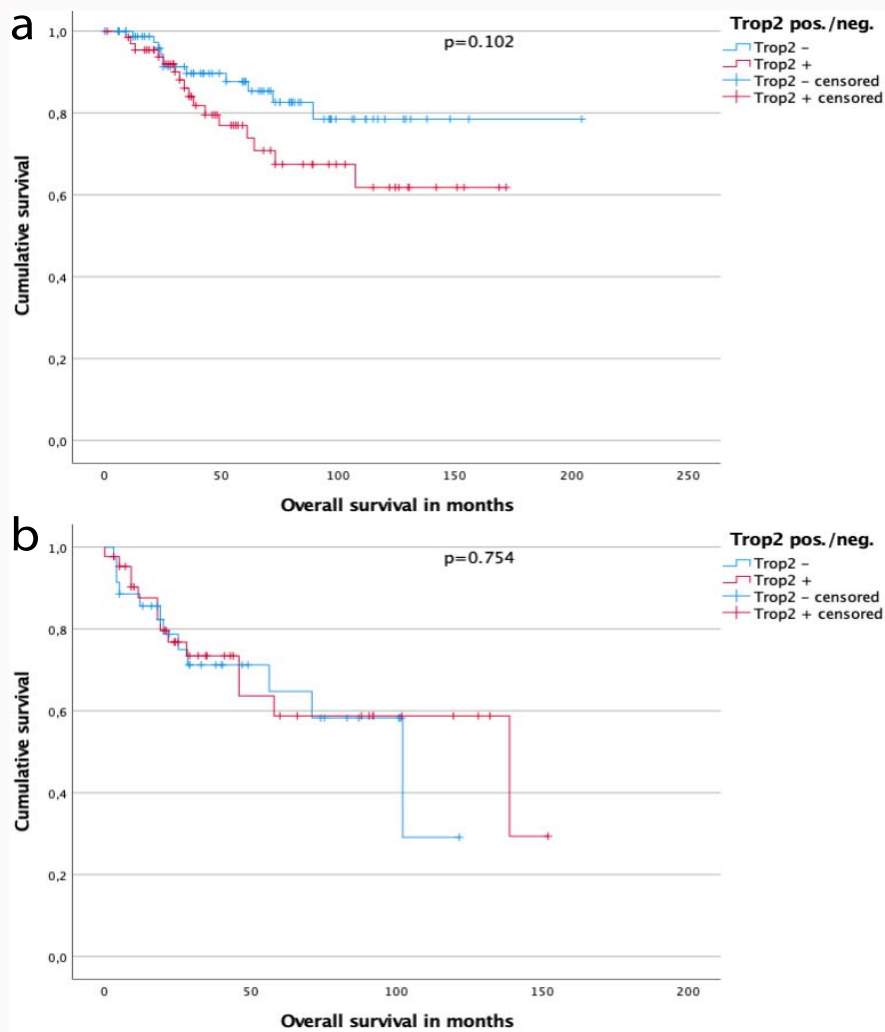 a
Trop2 pos./neg.
Trop2 –
Trop2 +
Trop2 – censored
Trop2 + censored
p=0.102
1,0
0,8
0,6
0,4
0,2
0,0
Cumulative survival
0 50 100 150 200 250
Overall survival in months
b
Trop2 pos./neg.
Trop2 –
Trop2 +
Trop2 – censored
Trop2 + censored
p=0.754
1,0
0,8
0,6
0,4
0,2
0,0
Cumulative survival
0 50 100 150 200
Overall survival in months